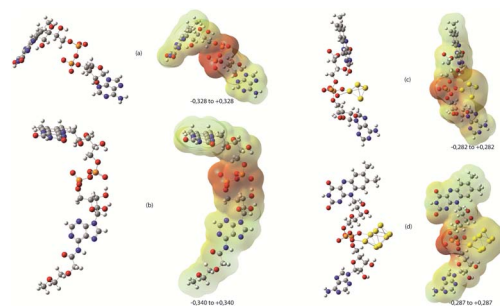 (a)
-0,328 to +0,328
(b)
-0,340 to +0,340
(c)
-0,282 to +0,282
(d)
-0,287 to +0,287